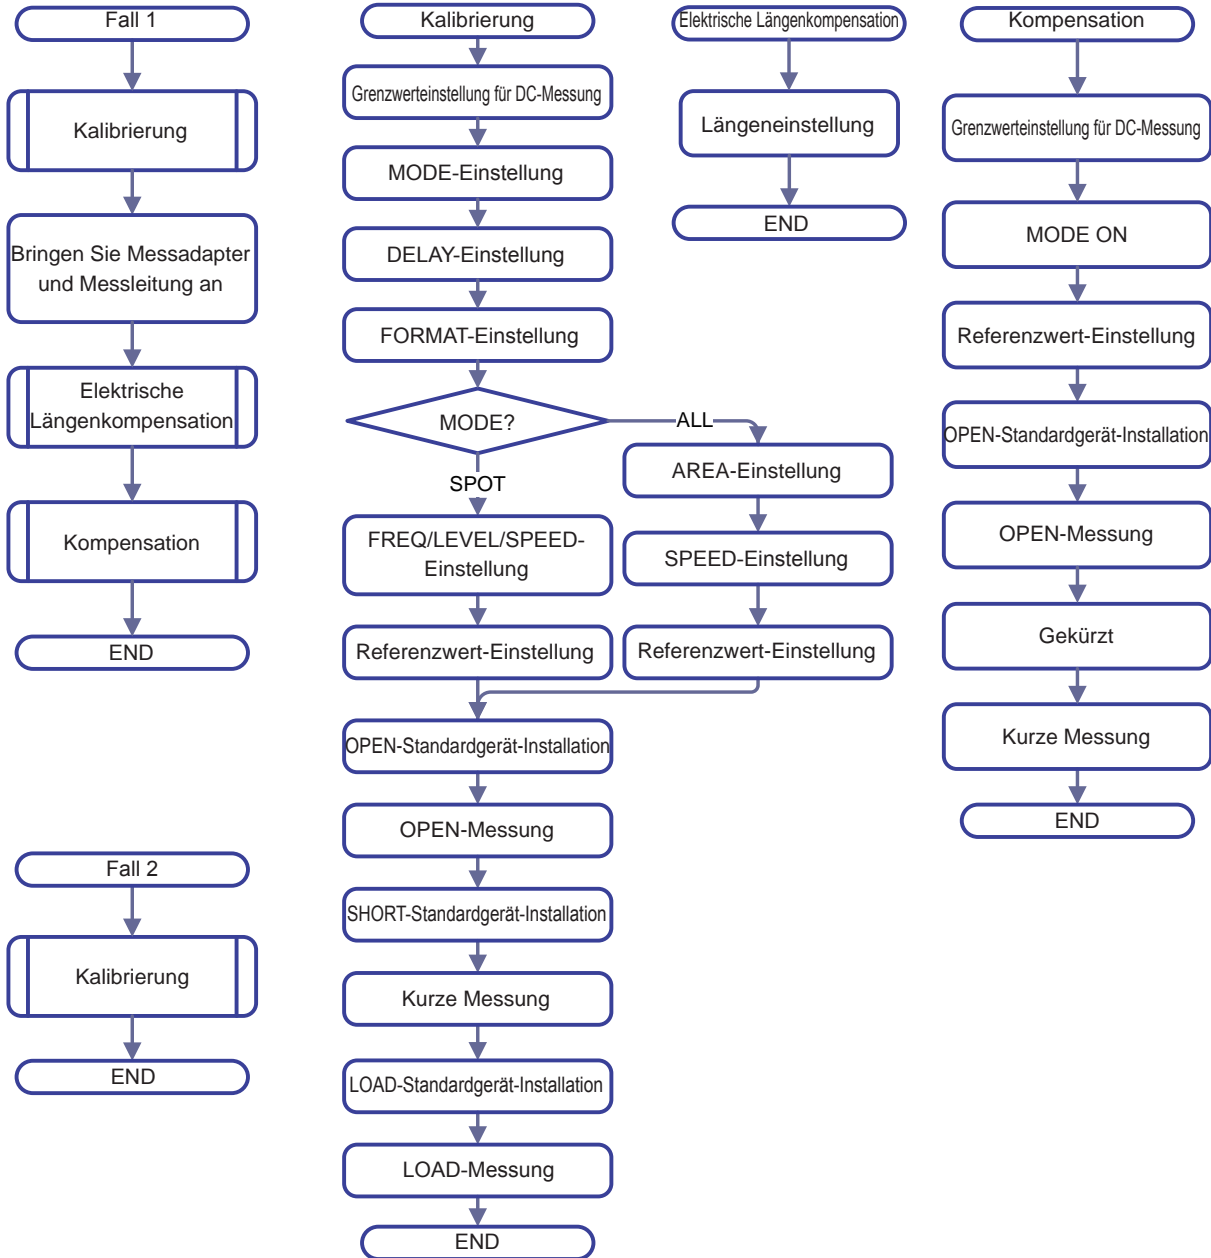 Fall 1
Kalibrierung
Bringen Sie Messadapter
und Messleitung an
Elektrische
Längenkompensation
Kompensation
END
Fall 2
Kalibrierung
END
Kalibrierung
Grenzwerteinstellung für DC-Messung
MODE-Einstellung
DELAY-Einstellung
FORMAT-Einstellung
MODE?
ALL
SPOT
FREQ/LEVEL/SPEED-
Einstellung
Referenzwert-Einstellung
AREA-Einstellung
SPEED-Einstellung
Referenzwert-Einstellung
OPEN-Standardgerät-Installation
OPEN-Messung
SHORT-Standardgerät-Installation
Kurze Messung
LOAD-Standardgerät-Installation
LOAD-Messung
END
Elektrische Längenkompensation
Längeneinstellung
END
Kompensation
Grenzwerteinstellung für DC-Messung
MODE ON
Referenzwert-Einstellung
OPEN-Standardgerät-Installation
OPEN-Messung
Gekürzt
Kurze Messung
END